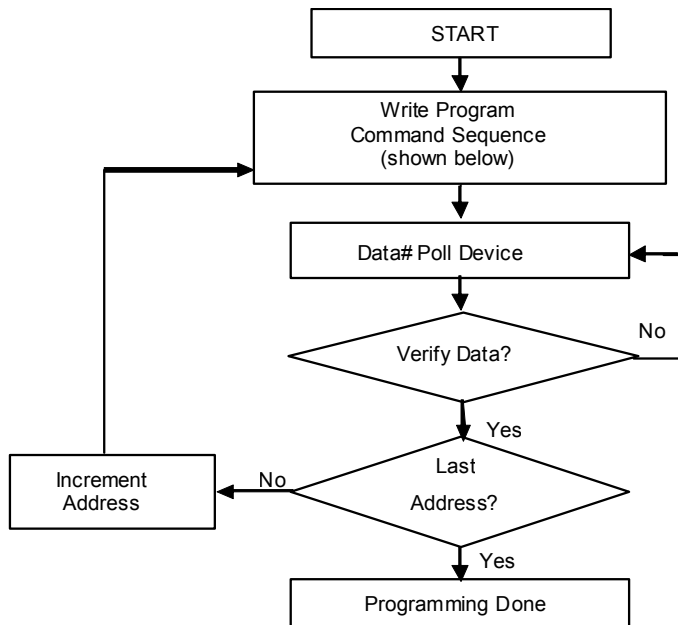 START
Write Program
Command Sequence
(shown below)
Data# Poll Device
Verify Data?
No
Yes
Last
Address?
No
Increment
Address
Yes
Programming Done